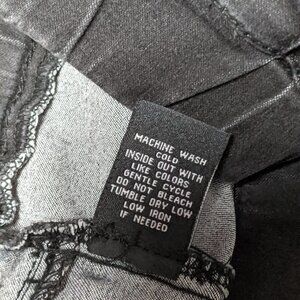 MACHINE WASH
COLD
INSIDE OUT WITH
LIKE COLORS
GENTLE CYCLE
DO NOT BLEACH
TUMBLE DRY LOW
LOW IRON
IF NEEDED